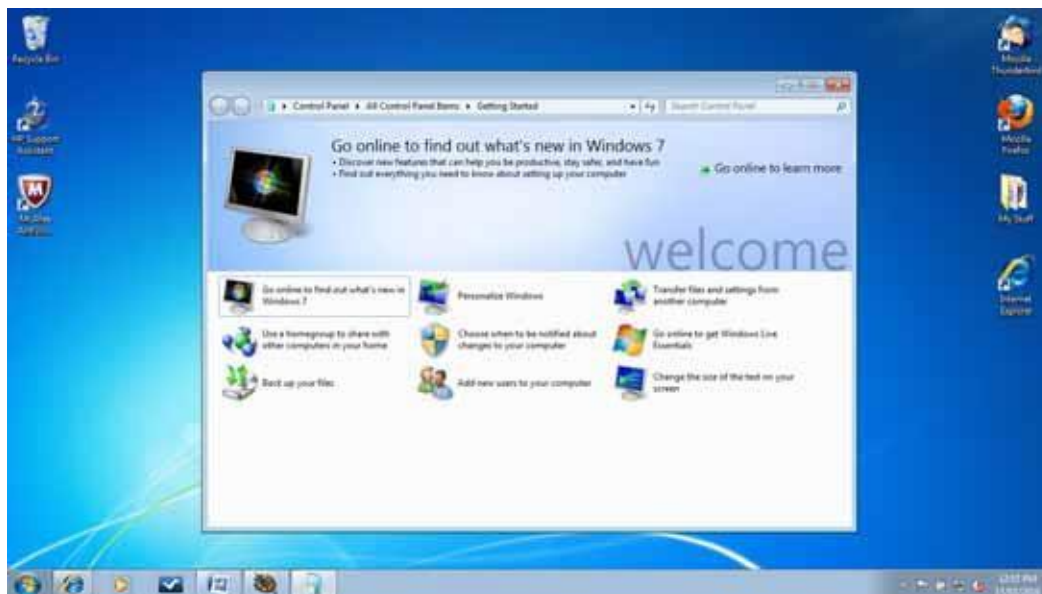 Recycle Bin
HP Support
Assistant
Mozilla
Thunderbird
Mozilla
Firefox
My Stuff
Internet
Explorer
Control Panel
All Control Panel Items
Getting Started
Search Control Panel
Go online to find out what's new in Windows 7
• Discover new features that can help you be productive, stay safer, and have fun
• Find out everything you need to know about setting up your computer
Go online to learn more
welcome
Go online to find out what's new in
Windows 7
Personalize Windows
Transfer files and settings from
another computer
Use a homegroup to share with
other computers in your home
Choose when to be notified about
changes to your computer
Go online to get Windows Live
Essentials
Back up your files
Add new users to your computer
Change the size of the text on your
screen